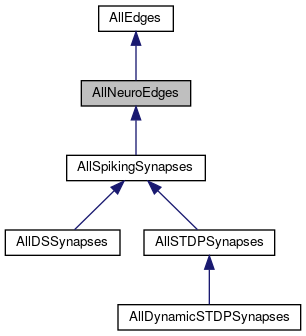 AllEdges
AllNeuroEdges
AllSpikingSynapses
AllDSSynapses
AllSTDPSynapses
AllDynamicSTDPSynapses